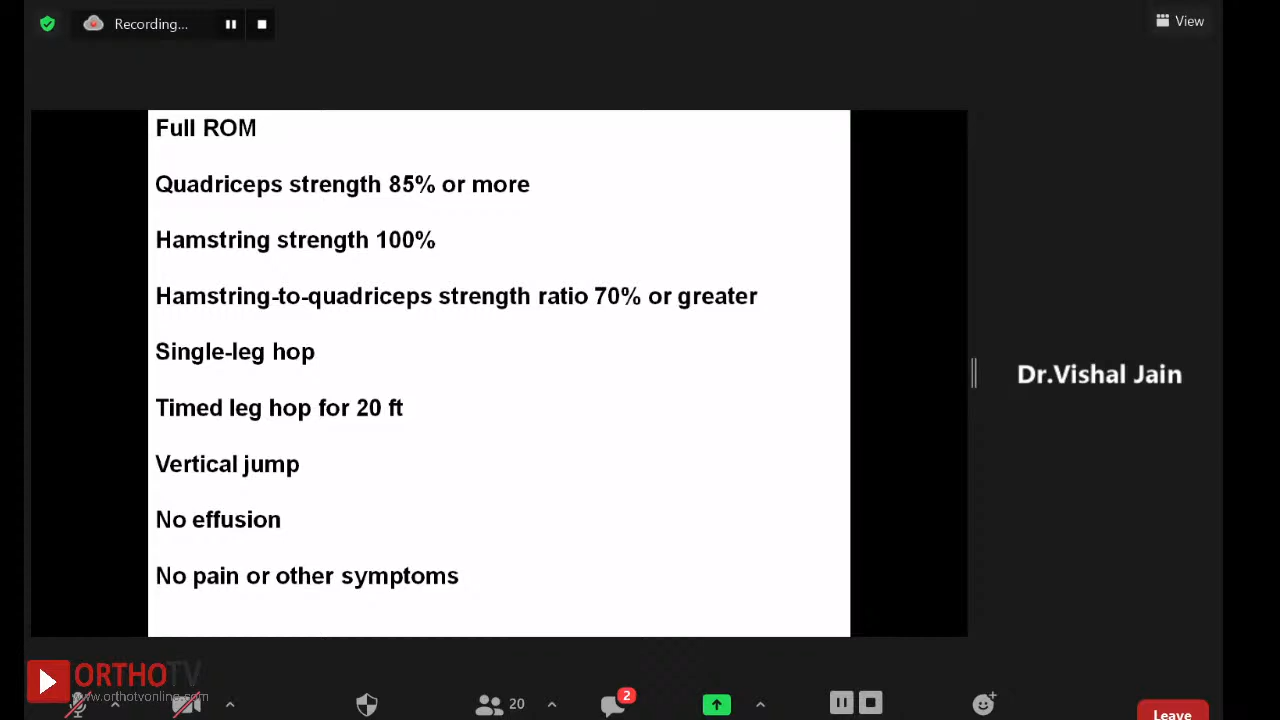 Recording...
View
Full ROM
Quadriceps strength 85% or more
Hamstring strength 100%
Hamstring-to-quadriceps strength ratio 70% or greater
Single-leg hop
Timed leg hop for 20 ft
Vertical jump
No effusion
No pain or other symptoms
Dr.Vishal Jain
ORTHOTV
www.orthotvonline.com
20
2
Leave